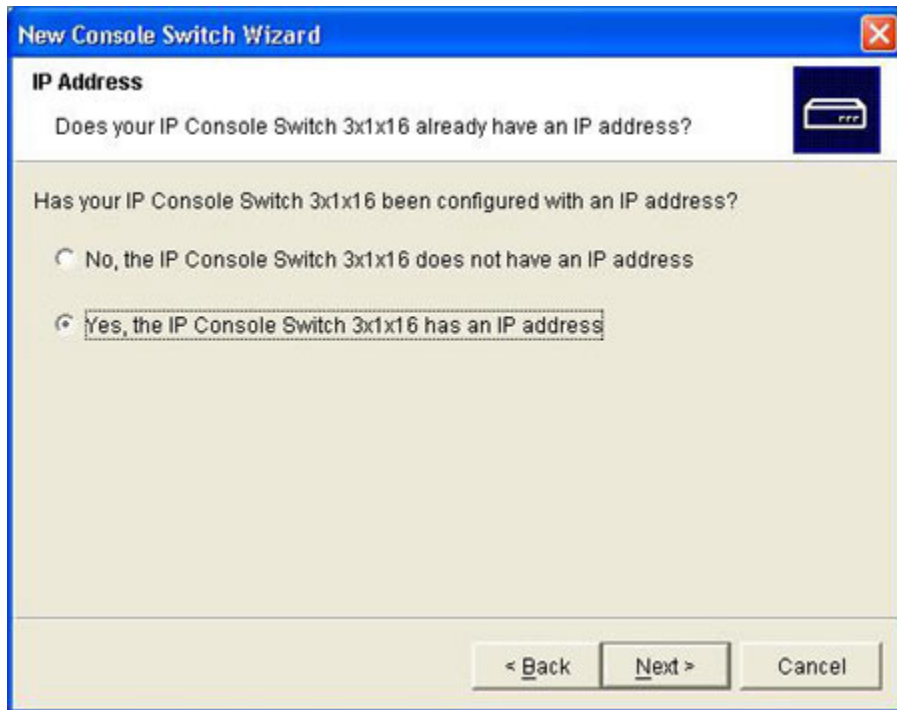 New Console Switch Wizard
IP Address
Does your IP Console Switch 3x1x16 already have an IP address?
Has your IP Console Switch 3x1x16 been configured with an IP address?
No, the IP Console Switch 3x1x16 does not have an IP address
Yes, the IP Console Switch 3x1x16 has an IP address
< Back
Next >
Cancel